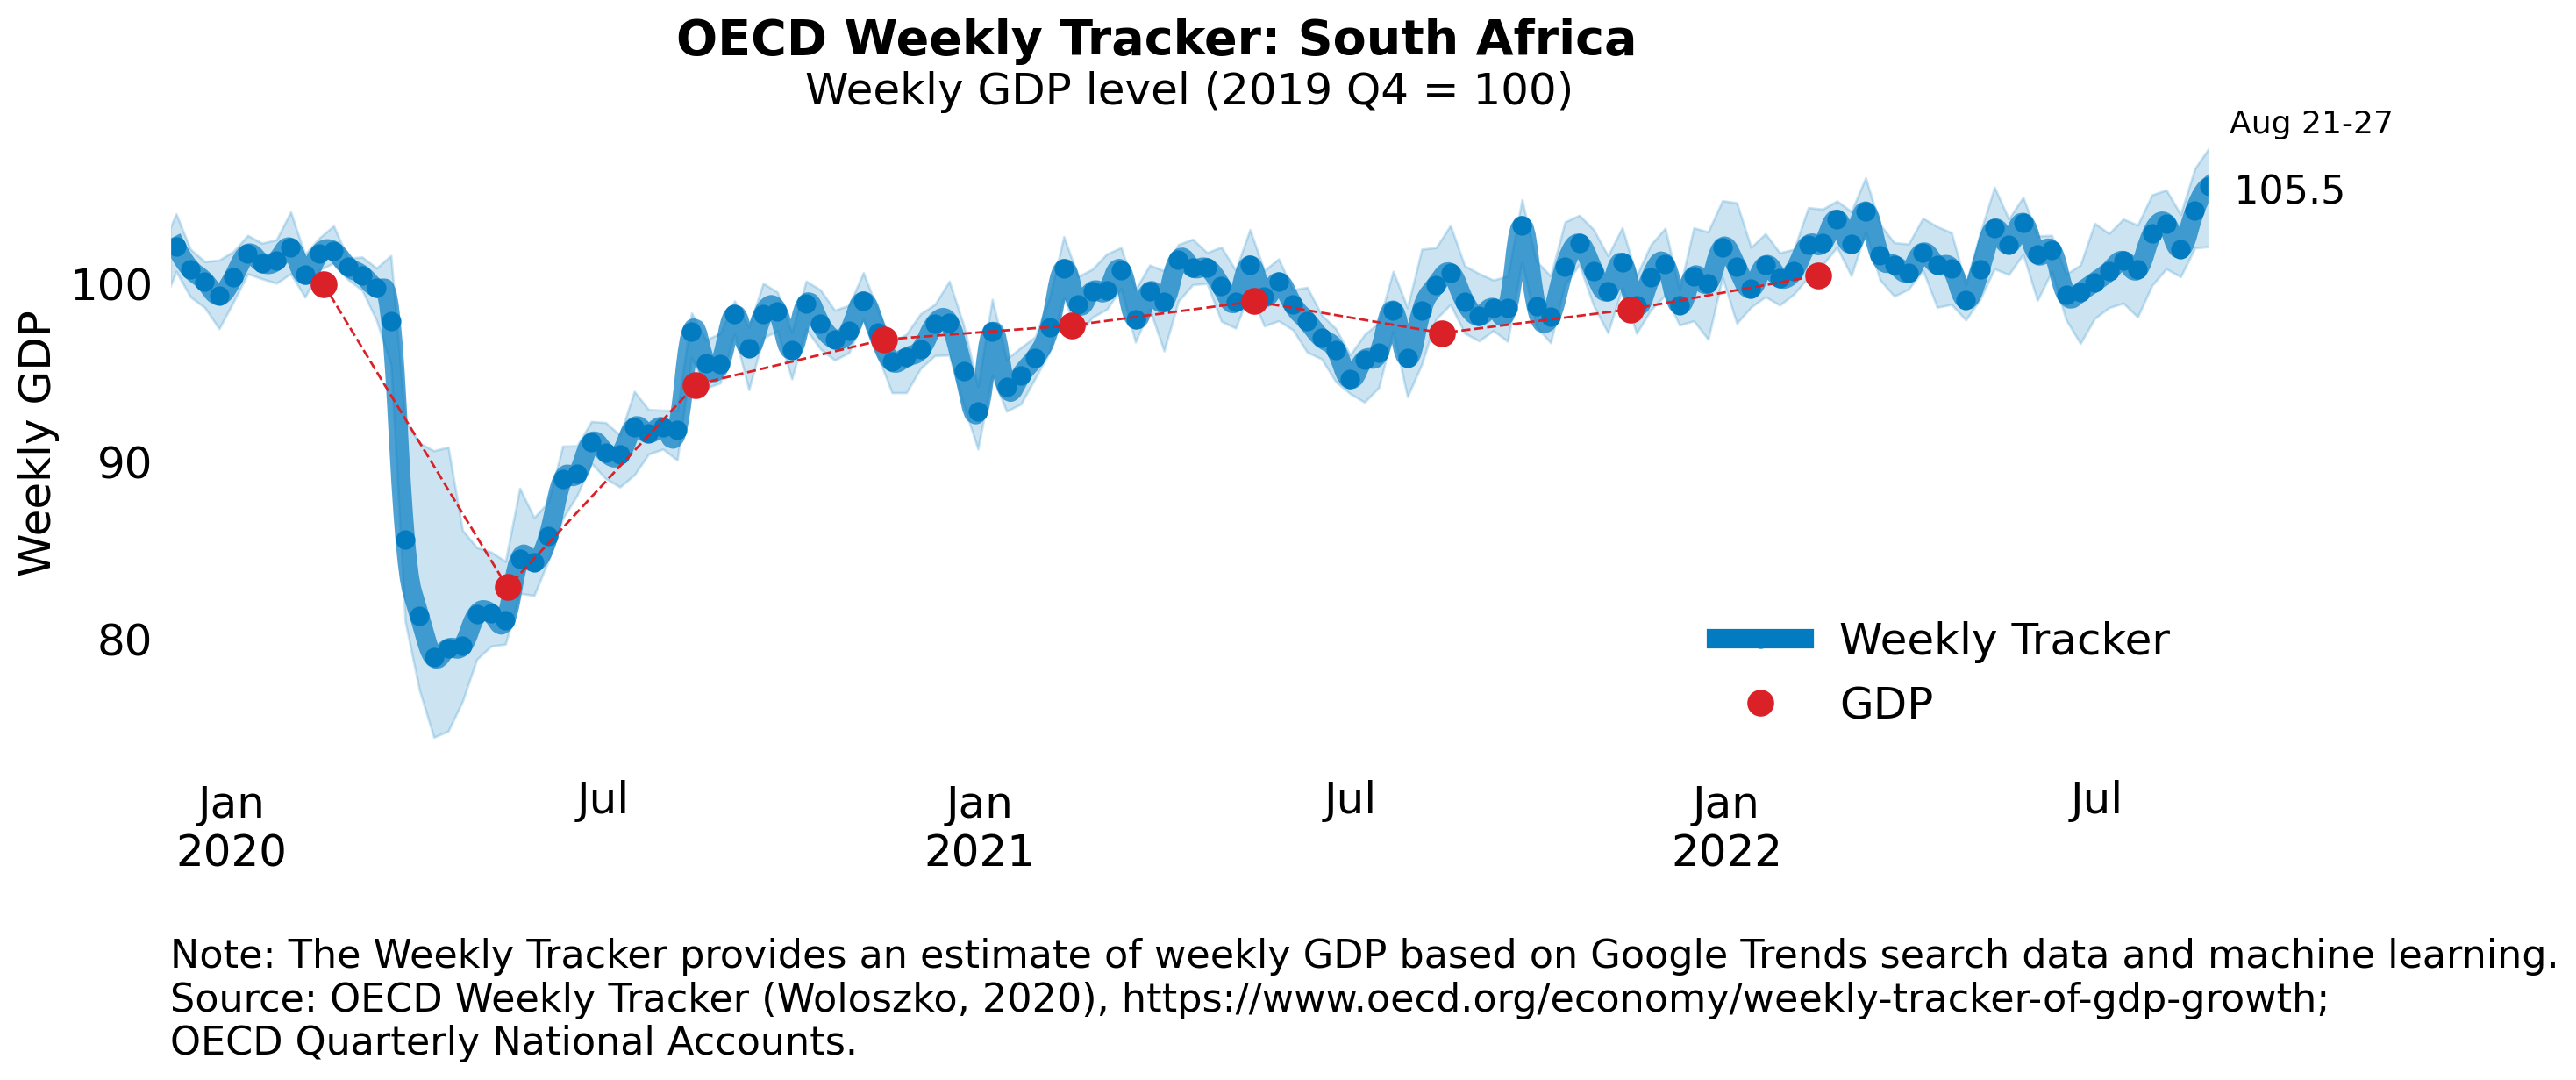 OECD Weekly Tracker: South Africa
Weekly GDP level (2019 Q4 = 100)
Aug 21-27
105.5
Weekly GDP
100
90
80
Weekly Tracker
GDP
Jan
2020
Jul
Jan
2021
Jul
Jan
2022
Jul
Note: The Weekly Tracker provides an estimate of weekly GDP based on Google Trends search data and machine learning.
Source: OECD Weekly Tracker (Woloszko, 2020), https://www.oecd.org/economy/weekly-tracker-of-gdp-growth;
OECD Quarterly National Accounts.